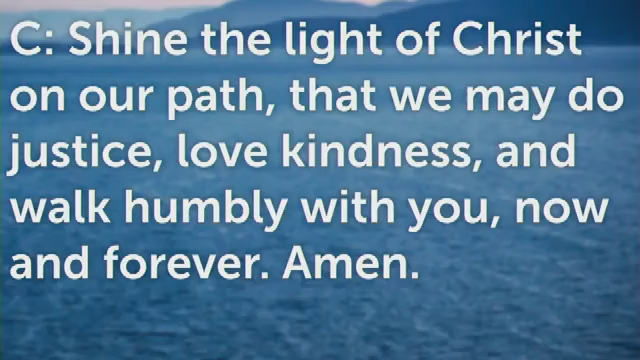 C: Shine the light of Christ
on our path, that we may do
justice, love kindness, and
walk humbly with you, now
and forever. Amen.